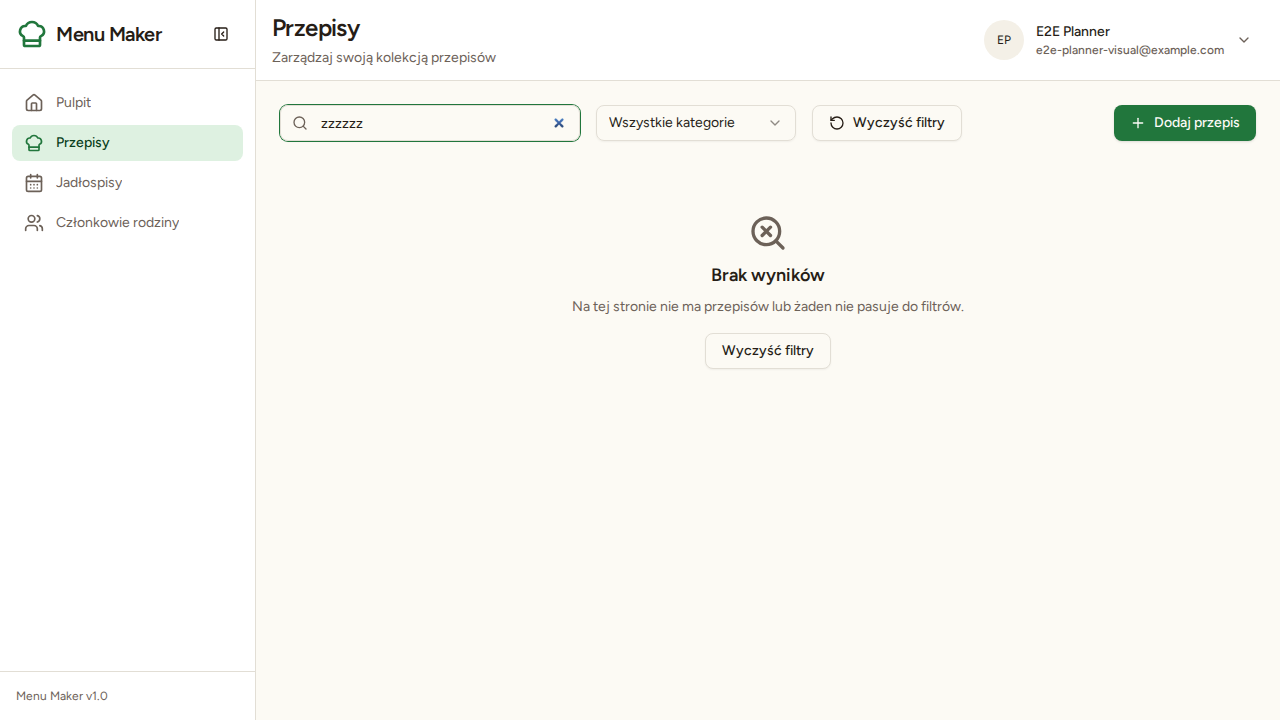 Menu Maker
Pulpit
Przepisy
Jadłospisy
Członkowie rodziny
Menu Maker v1.0
Przepisy
Zarządzaj swoją kolekcją przepisów
EP
E2E Planner
e2e-planner-visual@example.com
zzzzzz
Wszystkie kategorie
Wyczyść filtry
Dodaj przepis
Brak wyników
Na tej stronie nie ma przepisów lub żaden nie pasuje do filtrów.
Wyczyść filtry